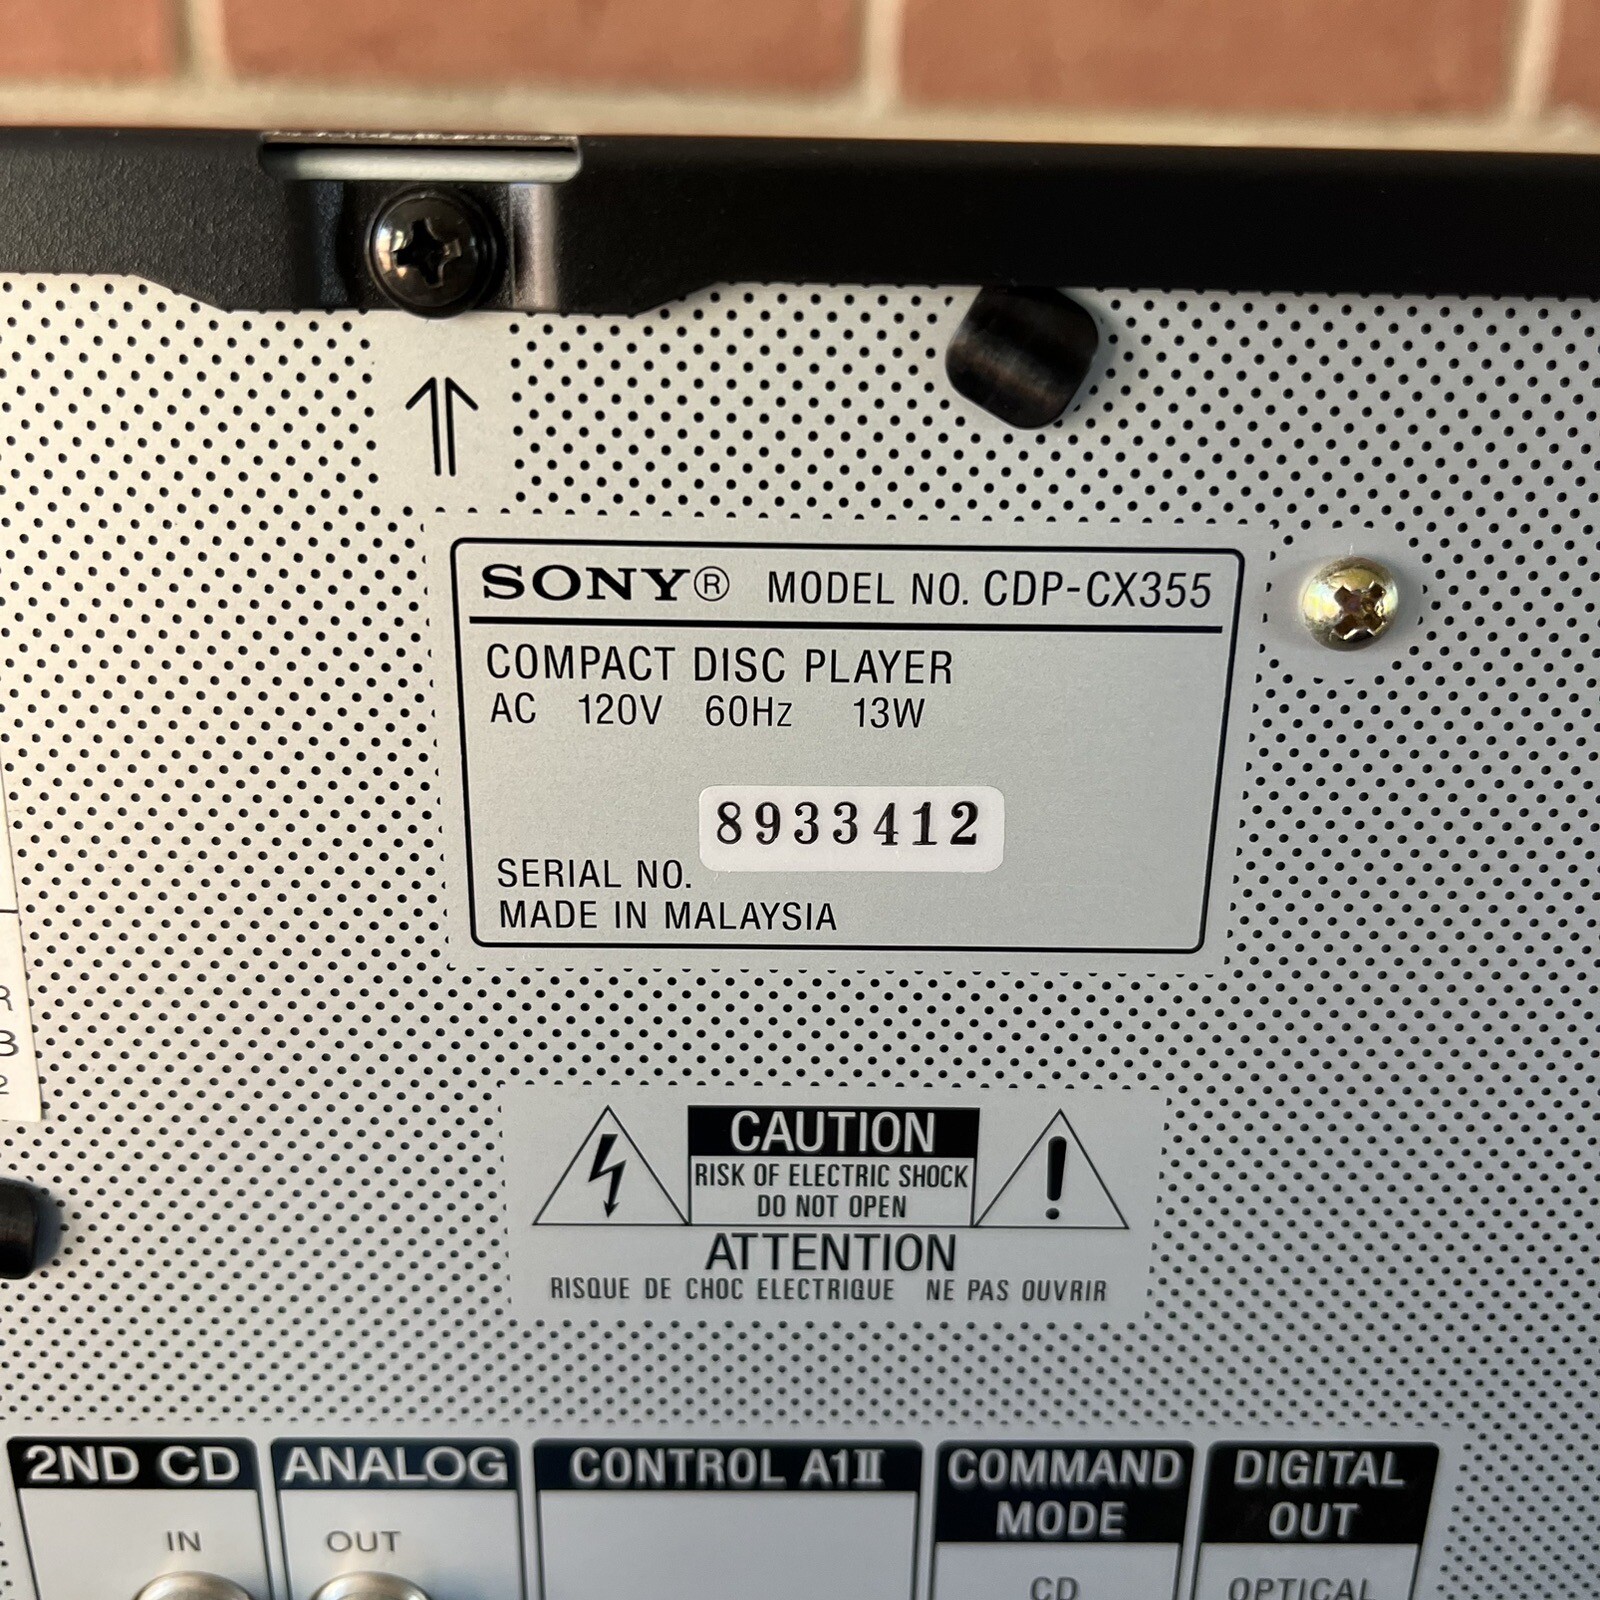 SONY® MODEL NO. CDP-CX355
COMPACT DISC PLAYER
AC 120V 60Hz 13W
8933412
SERIAL NO.
MADE IN MALAYSIA
CAUTION
RISK OF ELECTRIC SHOCK
DO NOT OPEN
ATTENTION
RISQUE DE CHOC ELECTRIQUE NE PAS OUVRIR
2ND CD
IN
ANALOG
OUT
CONTROL A1II
COMMAND
MODE
CD
DIGITAL
OUT
OPTICAL